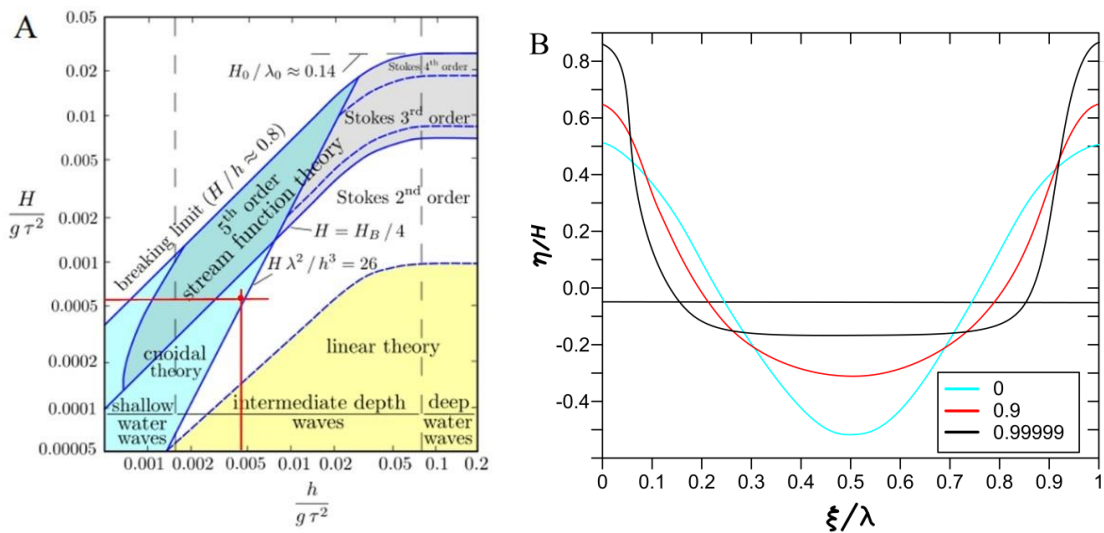 A
0.05
0.02
0.01
0.005
0.002
0.001
0.0005
0.0002
0.0001
0.00005
H
g τ²
H₀ / λ₀ ≈ 0.14
Stokes 4th order
Stokes 3rd order
Stokes 2nd order
breaking limit (H / h ≈ 0.8)
5th order
stream function theory
H = H_B / 4
H λ² / h³ = 26
cnoidal
theory
linear theory
shallow
water
waves
intermediate depth
waves
deep
water
waves
0.001 0.002 0.005 0.01 0.02 0.05 0.1 0.2
h
g τ²
B
0.8
0.6
0.4
0.2
0.0
-0.2
-0.4
η/H
0
0.9
0.99999
0 0.1 0.2 0.3 0.4 0.5 0.6 0.7 0.8 0.9 1
ξ/λ